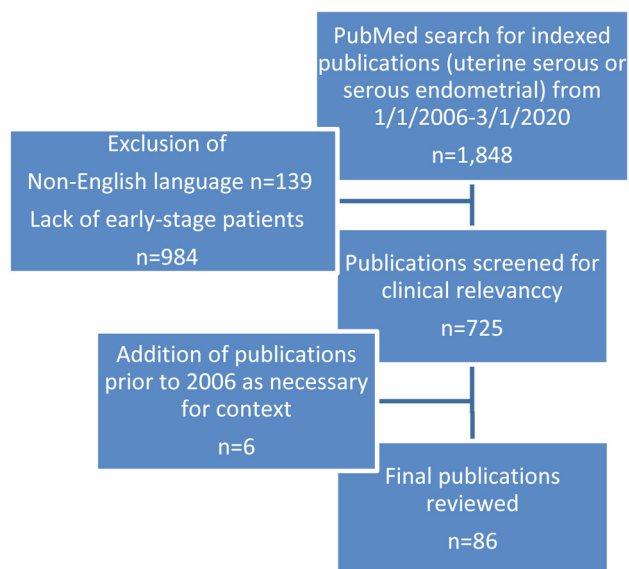 PubMed search for indexed
publications (uterine serous or
serous endometrial) from
1/1/2006-3/1/2020
n=1,848
Exclusion of
Non-English language n=139
Lack of early-stage patients
n=984
Publications screened for
clinical relevanccy
n=725
Addition of publications
prior to 2006 as necessary
for context
n=6
Final publications
reviewed
n=86